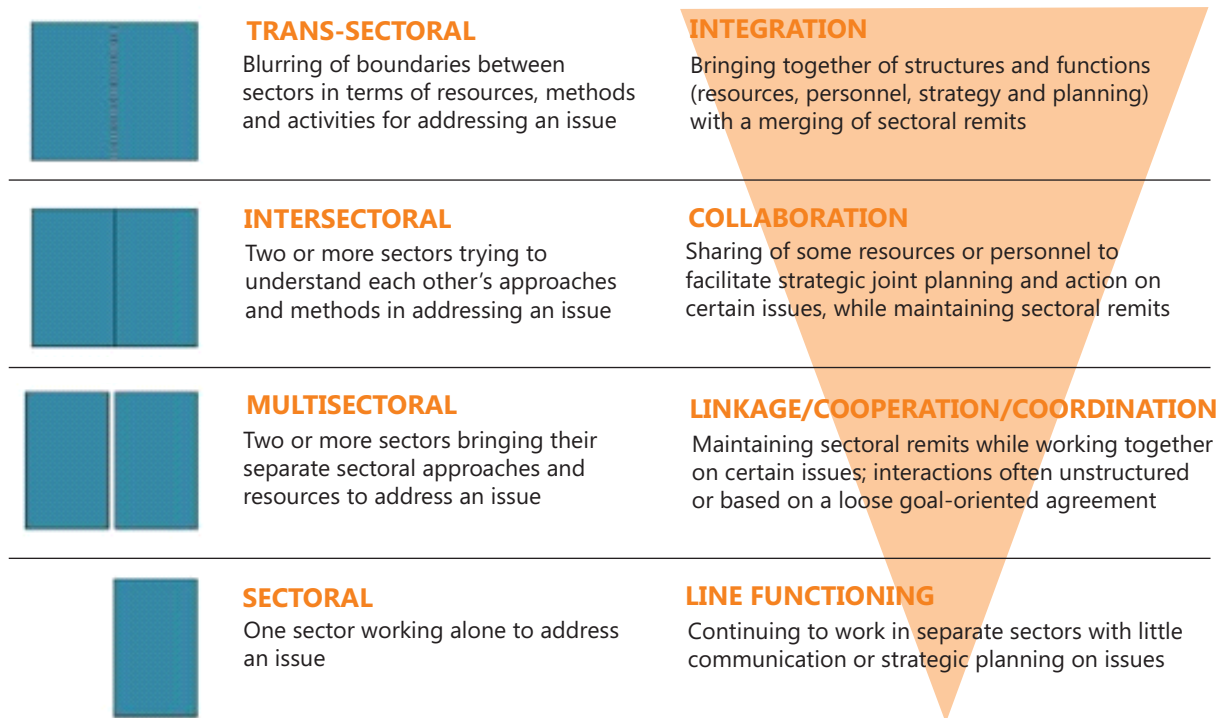 TRANS-SECTORAL
Blurring of boundaries between
sectors in terms of resources, methods
and activities for addressing an issue
INTEGRATION
Bringing together of structures and functions
(resources, personnel, strategy and planning)
with a merging of sectoral remits
INTERSECTORAL
Two or more sectors trying to
understand each other’s approaches
and methods in addressing an issue
COLLABORATION
Sharing of some resources or personnel to
facilitate strategic joint planning and action on
certain issues, while maintaining sectoral remits
MULTISECTORAL
Two or more sectors bringing their
separate sectoral approaches and
resources to address an issue
LINKAGE/COOPERATION/COORDINATION
Maintaining sectoral remits while working together
on certain issues; interactions often unstructured
or based on a loose goal-oriented agreement
SECTORAL
One sector working alone to address
an issue
LINE FUNCTIONING
Continuing to work in separate sectors with little
communication or strategic planning on issues